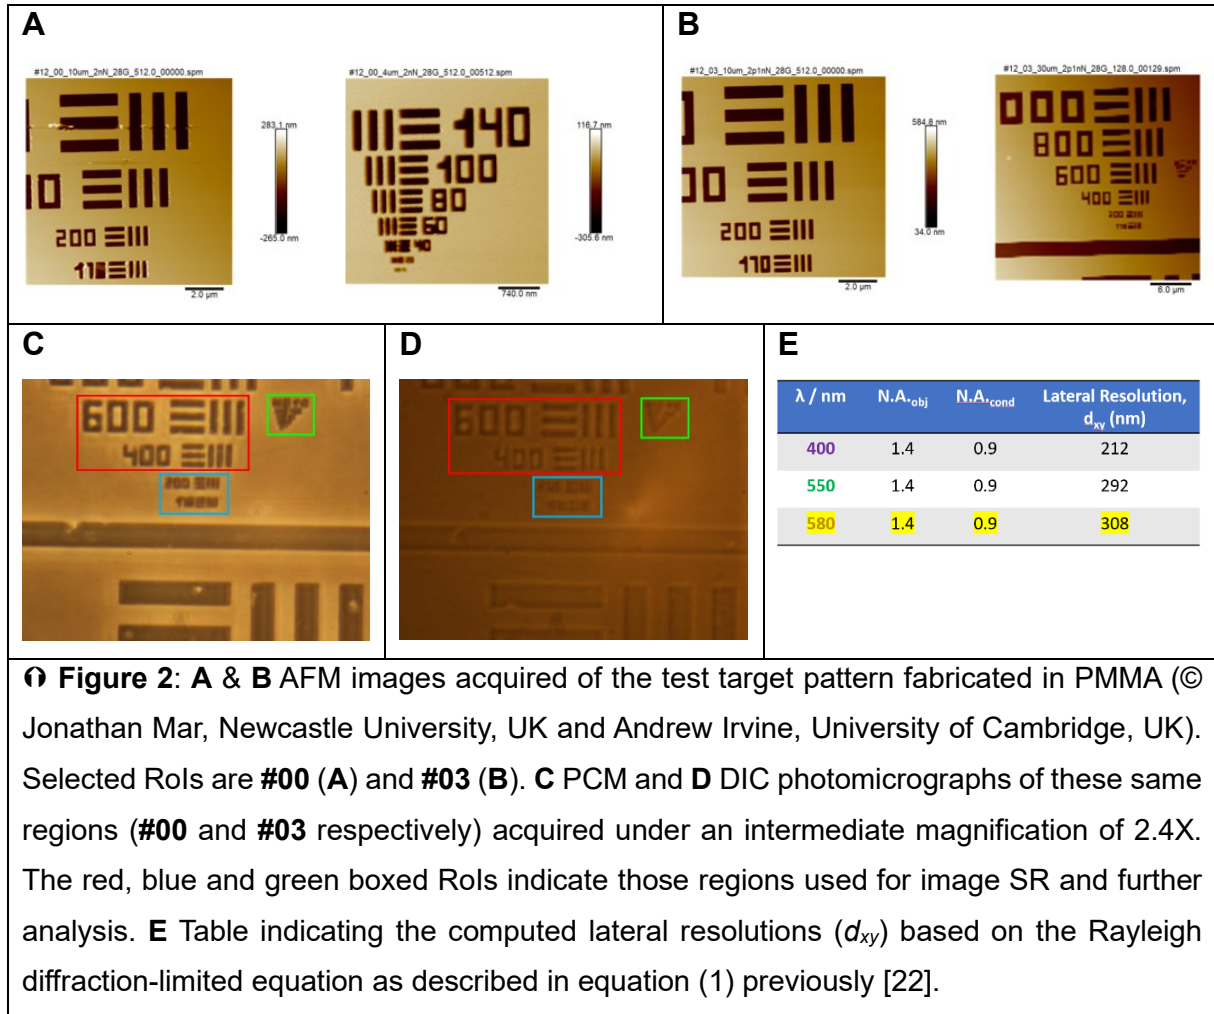 A
#12_00_10um_2nN_28G_512.0_00000.spm
283.1 nm
-265.0 nm
0
200
170
2.0 µm
#12_00_4um_2nN_28G_512.0_00512.spm
140
100
80
60
40
116.7 nm
-305.6 nm
740.0 nm
B
#12_03_10um_2p1nN_28G_512.0_00000.spm
00
200
170
584.8 nm
34.0 nm
2.0 µm
#12_03_30um_2p1nN_28G_128.0_00129.spm
000
800
600
400
200
6.0 µm
C
600
400
200
170
D
600
400
E
λ / nm N.A.obj N.A.cond Lateral Resolution,
dxy (nm)
400 1.4 0.9 212
550 1.4 0.9 292
580 1.4 0.9 308
Figure 2: A & B AFM images acquired of the test target pattern fabricated in PMMA (©
Jonathan Mar, Newcastle University, UK and Andrew Irvine, University of Cambridge, UK).
Selected RoIs are #00 (A) and #03 (B). C PCM and D DIC photomicrographs of these same
regions (#00 and #03 respectively) acquired under an intermediate magnification of 2.4X.
The red, blue and green boxed RoIs indicate those regions used for image SR and further
analysis. E Table indicating the computed lateral resolutions (dxy) based on the Rayleigh
diffraction-limited equation as described in equation (1) previously [22].